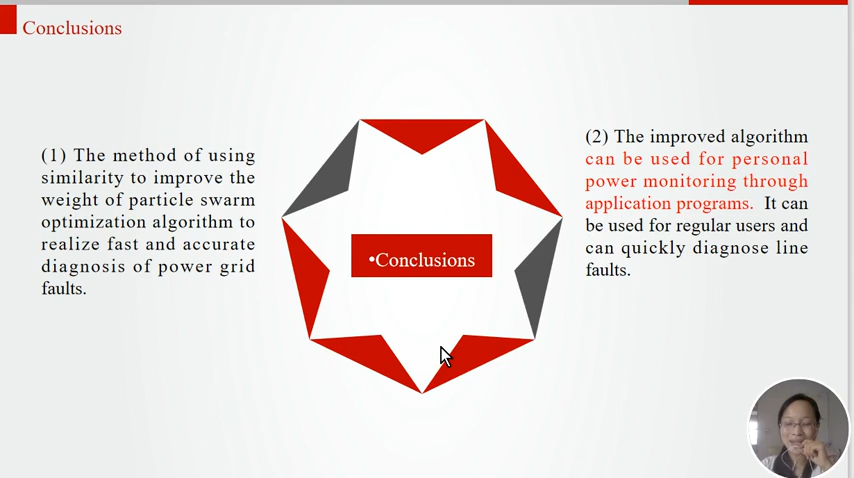 Conclusions
(1) The method of using
similarity to improve the
weight of particle swarm
optimization algorithm to
realize fast and accurate
diagnosis of power grid
faults.
•Conclusions
(2) The improved algorithm
can be used for personal
power monitoring through
application programs. It can
be used for regular users and
can quickly diagnose line
faults.